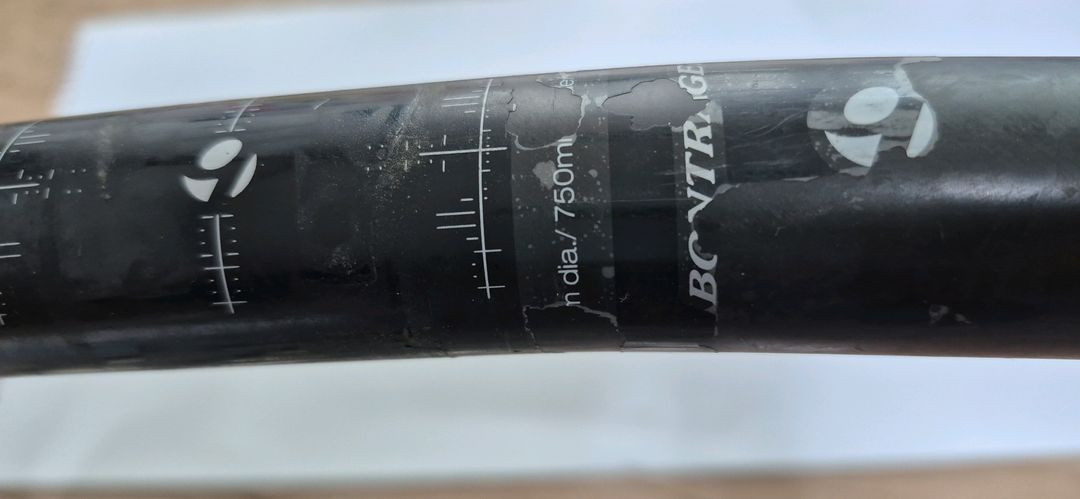 m dia./ 750m
BONTRAGE